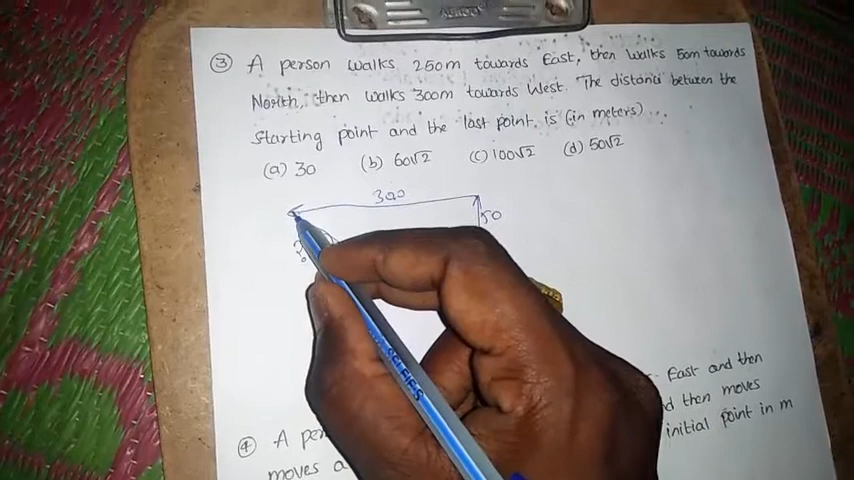 ③ A person walks 250m towards East, then walks 50m towards
North, then walks 300m towards West. The distance between the
Starting point and the last point is (in meters)
(a) 30 (b) 60√2 (c) 100√2 (d) 50√2
300
50
?
East and then
④ A
d then moves
moves a
initial point in m